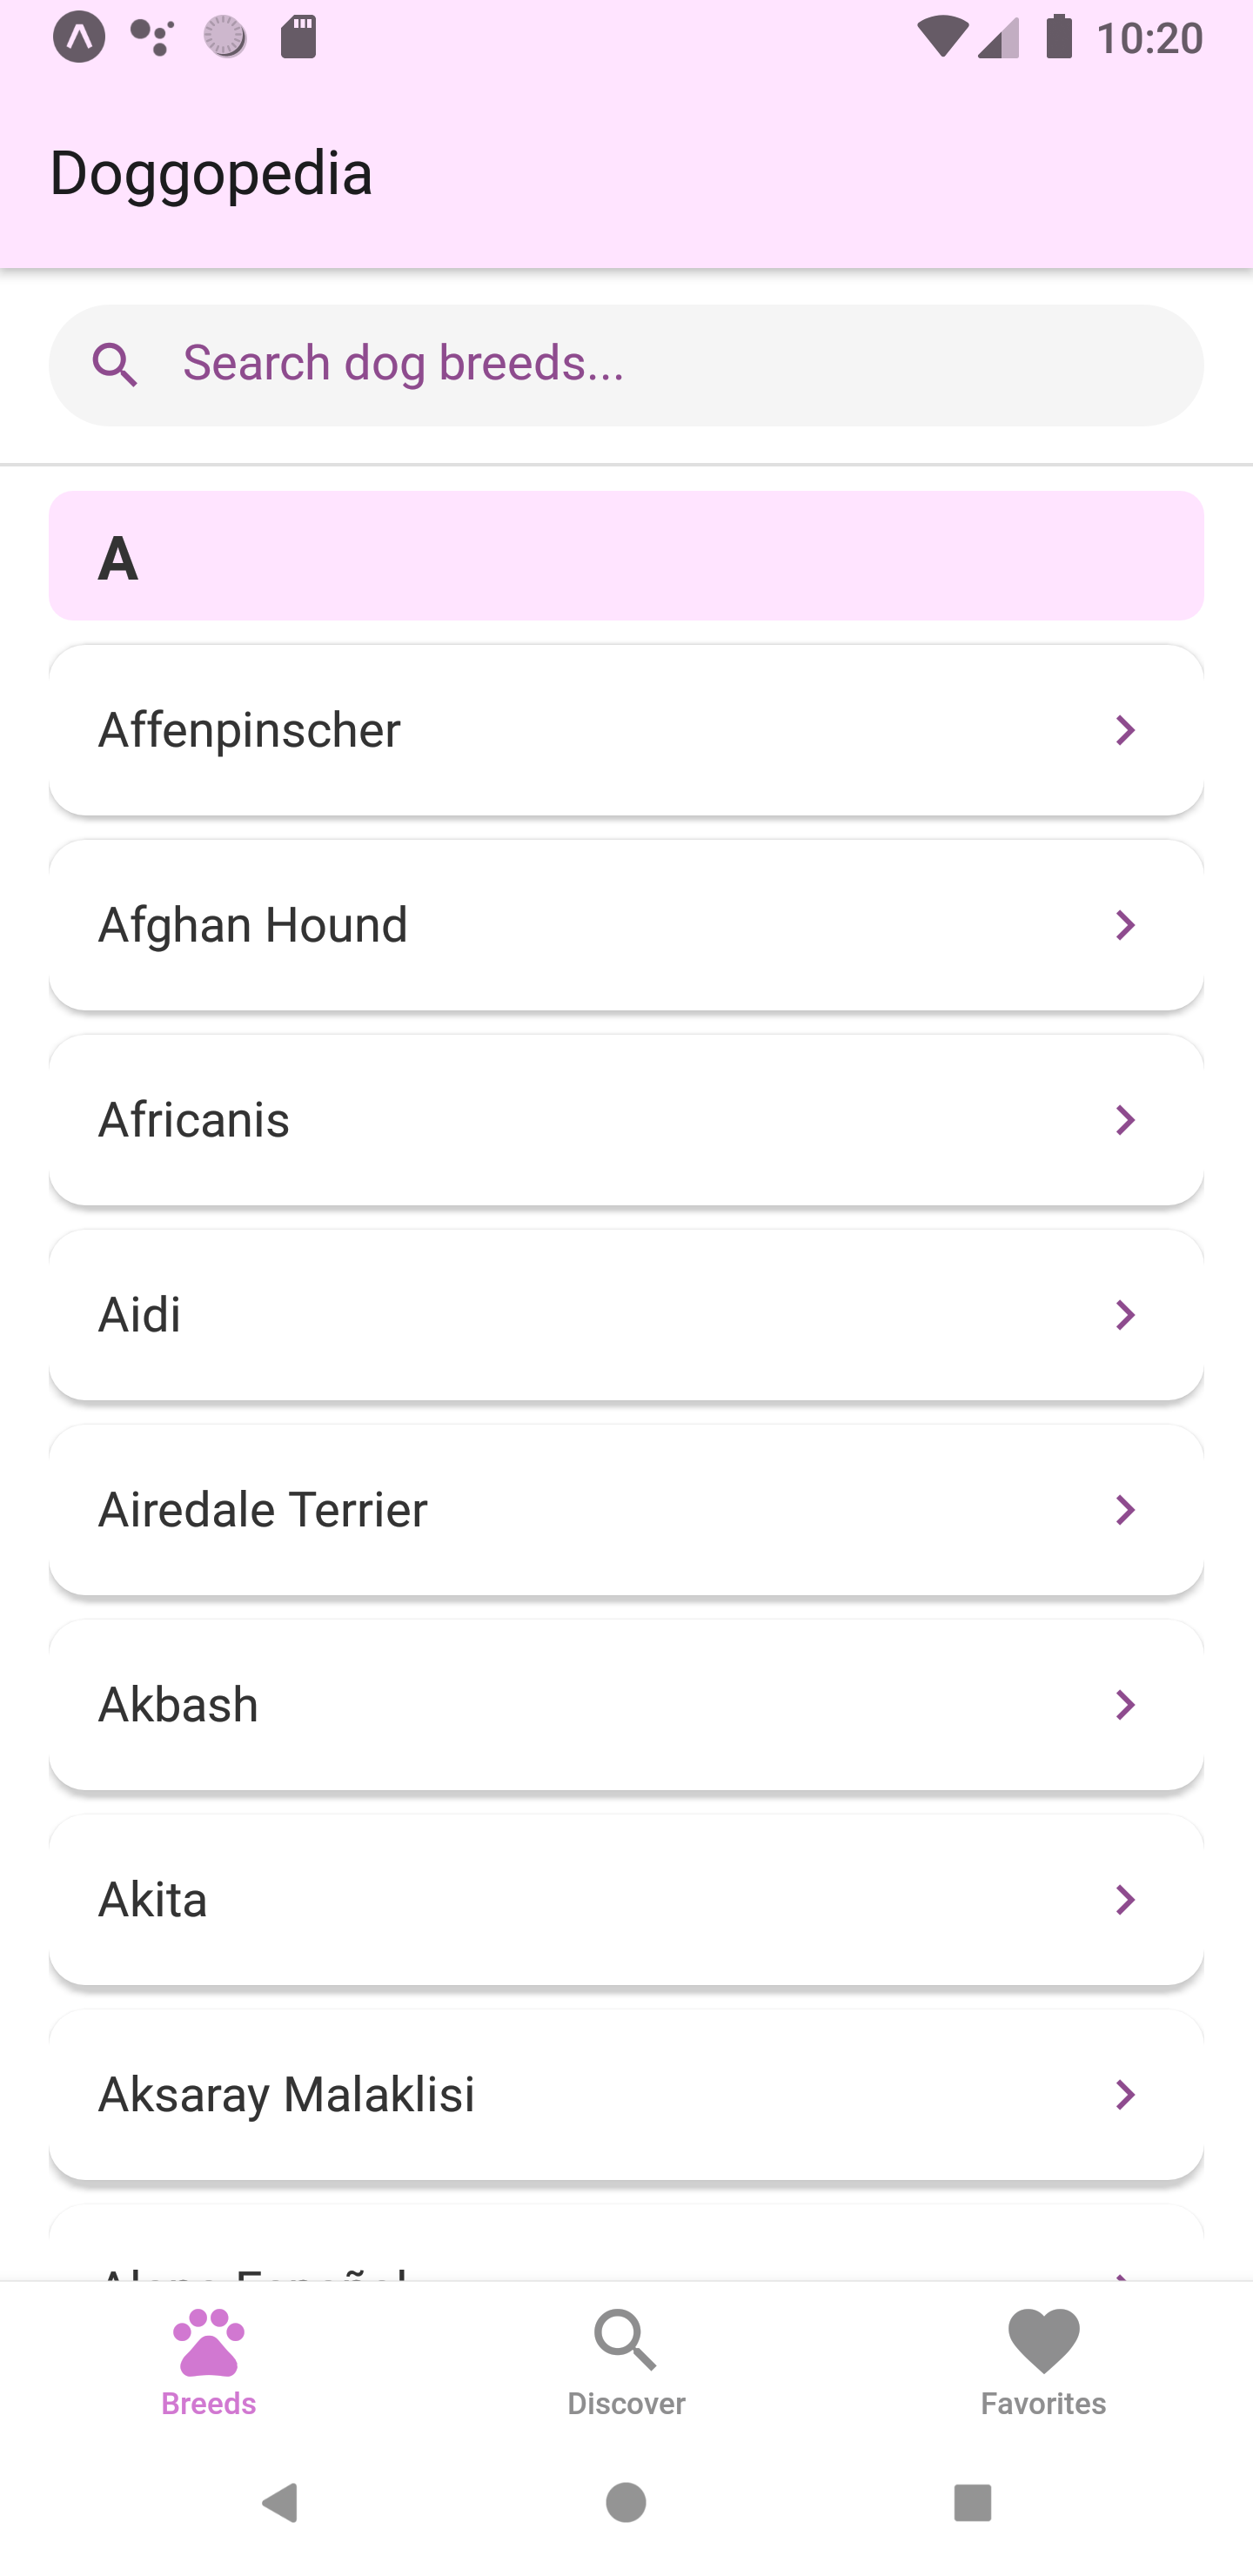 10:20
Doggopedia
Search dog breeds...
A
Affenpinscher
Afghan Hound
Africanis
Aidi
Airedale Terrier
Akbash
Akita
Aksaray Malaklisi
Breeds
Discover
Favorites